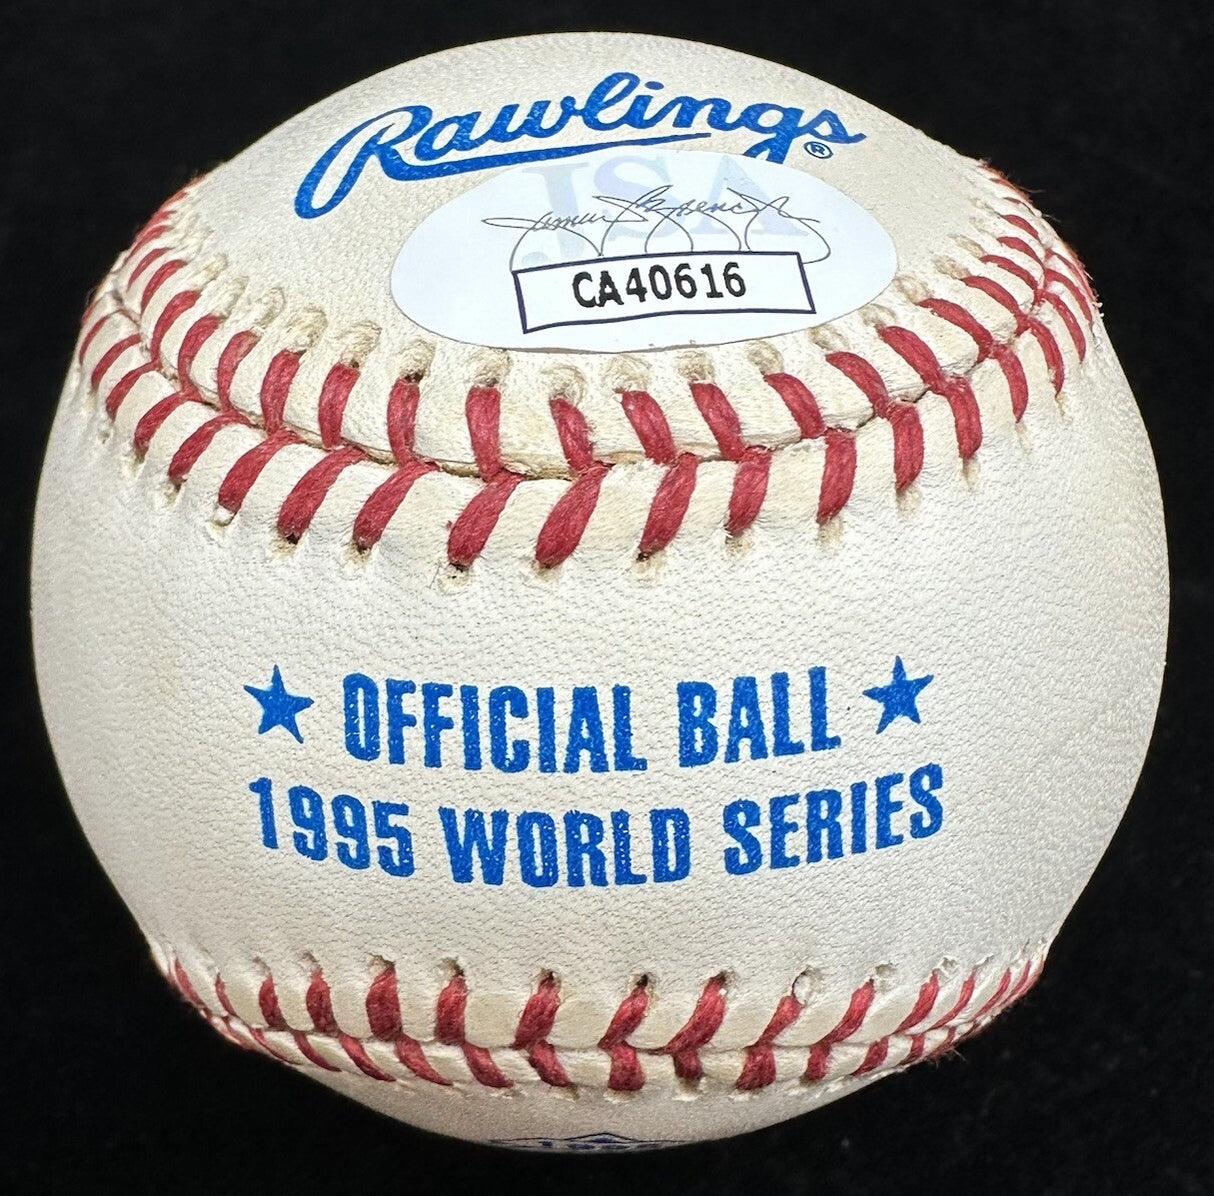 Rawlings®
JSA
CA40616
★ OFFICIAL BALL ★
1995 WORLD SERIES